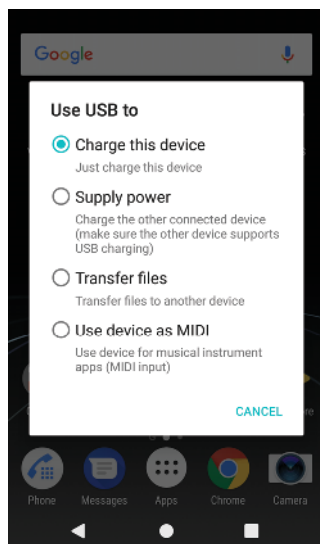 Google
Use USB to
Charge this device
Just charge this device
Supply power
Charge the other connected device
(make sure the other device supports
USB charging)
Transfer files
Transfer files to another device
Use device as MIDI
Use device for musical instrument
apps (MIDI input)
CANCEL
Phone Messages Apps Chrome Camera